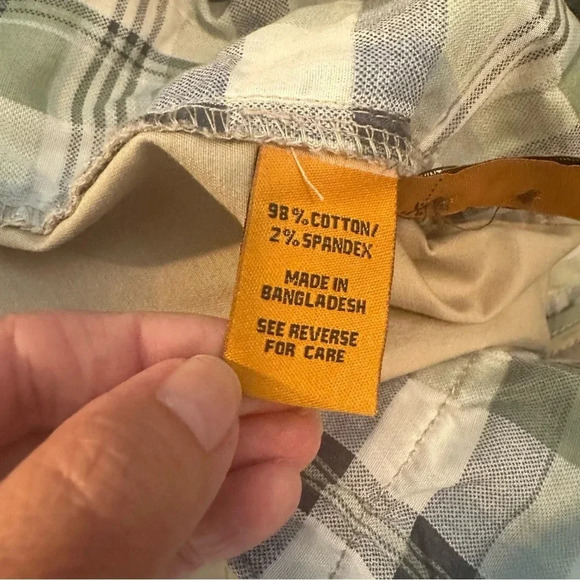 98%COTTON/
2%SPANDEX
MADE IN
BANGLADESH
SEE REVERSE
FOR CARE